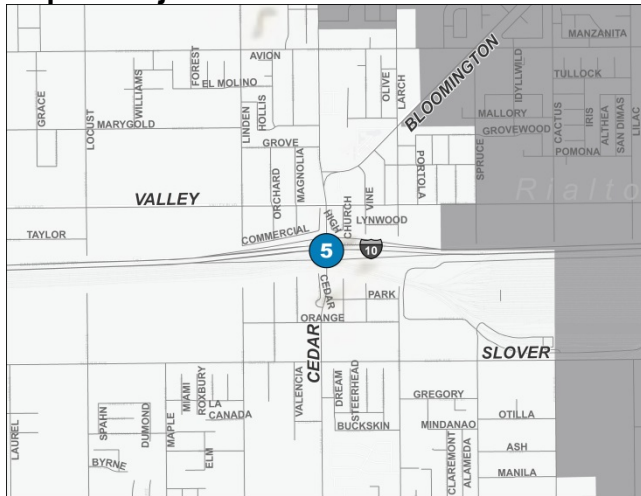 MANZANITA
AVION
FOREST
WILLIAMS
EL MOLINO
GRACE
LOCUST
MARYGOLD
LINDEN
HOLLIS
OLIVE
LARCH
BLOOMINGTON
IDYLLWILD
TULLOCK
MALLORY
GROVEWOOD
CACTUS
IRIS
ALTHEA
SAN DIMAS
LILAC
POMONA
GROVE
ORCHARD
MAGNOLIA
PORTOLA
SPRUCE
Rialto
VALLEY
HIGH
CHURCH
VINE
LYNWOOD
TAYLOR
COMMERCIAL
5
10
CEDAR
PARK
ORANGE
CEDAR
SLOVER
LAUREL
SPAHN
DUMOND
MAPLE
MIAMI
ROXBURY
LA
CANADA
ELM
BYRNE
VALENCIA
DREAM
STEERHEAD
BUCKSKIN
GREGORY
MINDANAO
CLAREMONT
ALAMEDA
OTILLA
ASH
MANILA